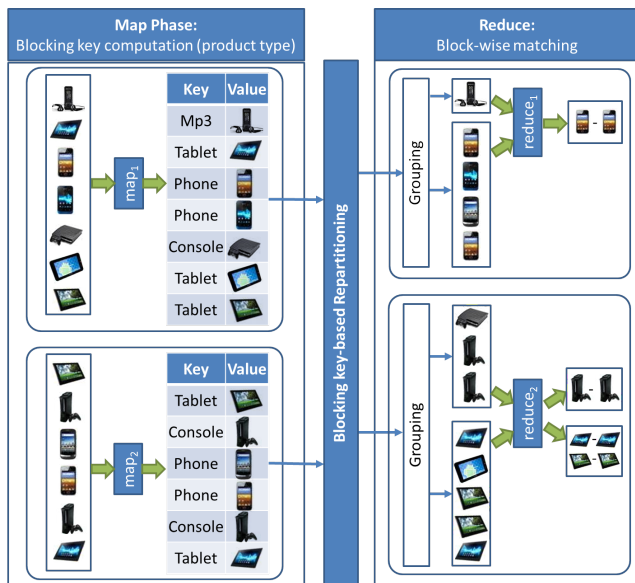 Map Phase:
Blocking key computation (product type)
Key Value
Mp3
Tablet
Phone
Phone
Console
Tablet
Tablet
map1
Key Value
Tablet
Console
Phone
Phone
Console
Tablet
map2
Blocking key-based Repartitioning
Reduce:
Block-wise matching
Grouping
reduce1
-
Grouping
reduce2
-
-
-